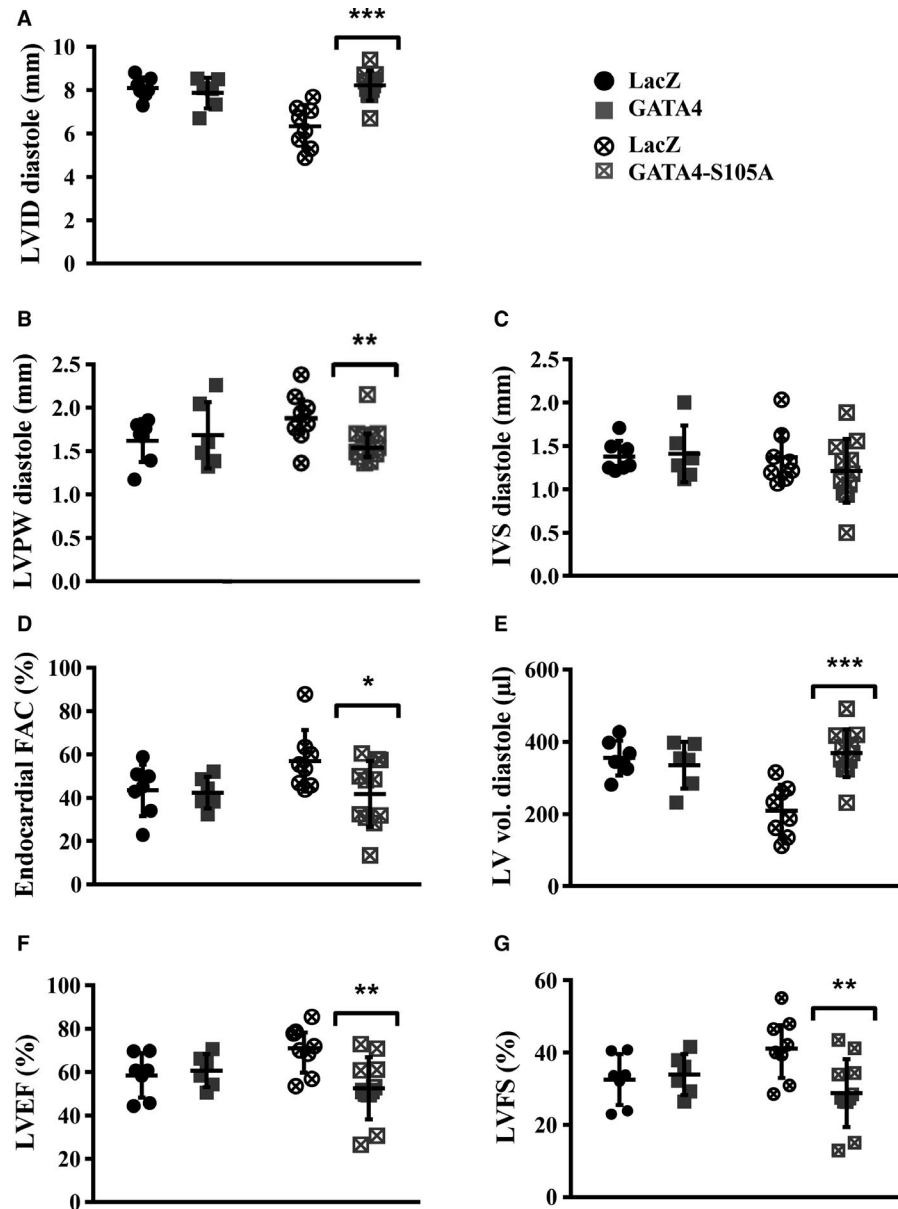 A
***
LVID diastole (mm)
10
8
6
4
2
0
LacZ
GATA4
LacZ
GATA4-S105A
B
**
LVPW diastole (mm)
2.5
2.0
1.5
1.0
0.5
0.0
C
IVS diastole (mm)
2.5
2.0
1.5
1.0
0.5
0.0
D
*
Endocardial FAC (%)
100
80
60
40
20
0
E
***
LV vol. diastole (µl)
600
400
200
0
F
**
LVEF (%)
100
80
60
40
20
0
G
**
LVFS (%)
60
40
20
0